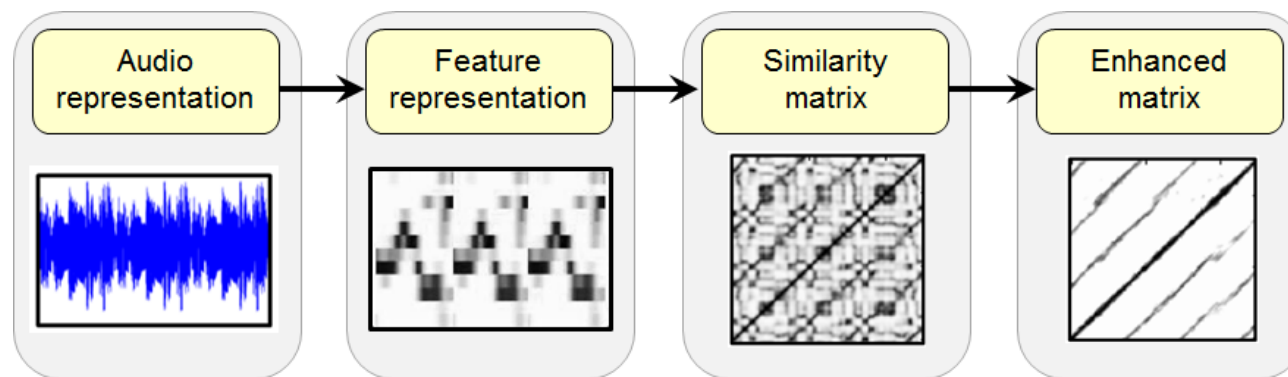 Audio
representation
Feature
representation
Similarity
matrix
Enhanced
matrix